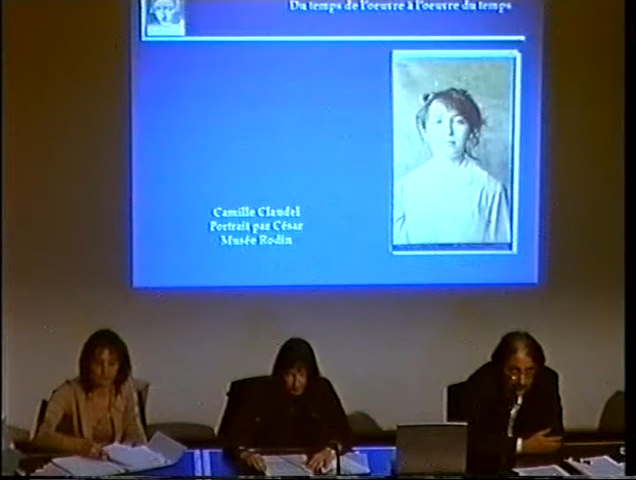 Du temps de l'oeuvre à l'oeuvre du temps
Camille Claudel
Portrait par César
Musée Rodin